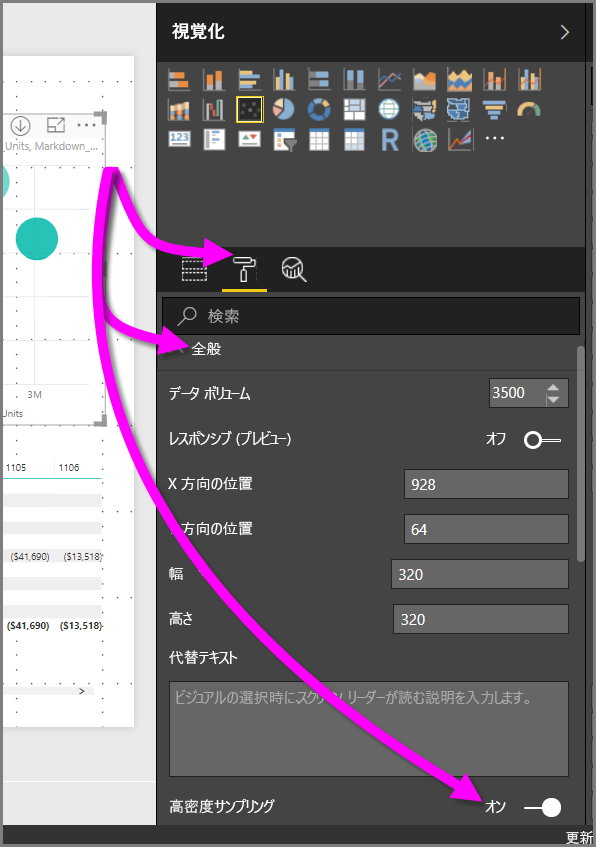 視覚化
_Units, Markdown_...
123
R
検索
全般
3M
Units
データ ボリューム
3500
レスポンシブ (プレビュー)
オフ
X 方向の位置
928
1105 1106
方向の位置
64
($41,690) ($13,518)
幅
320
高さ
320
($41,690) ($13,518)
代替テキスト
ビジュアルの選択時にスクリーン リーダーが読む説明を入力します。
高密度サンプリング
オン
更新